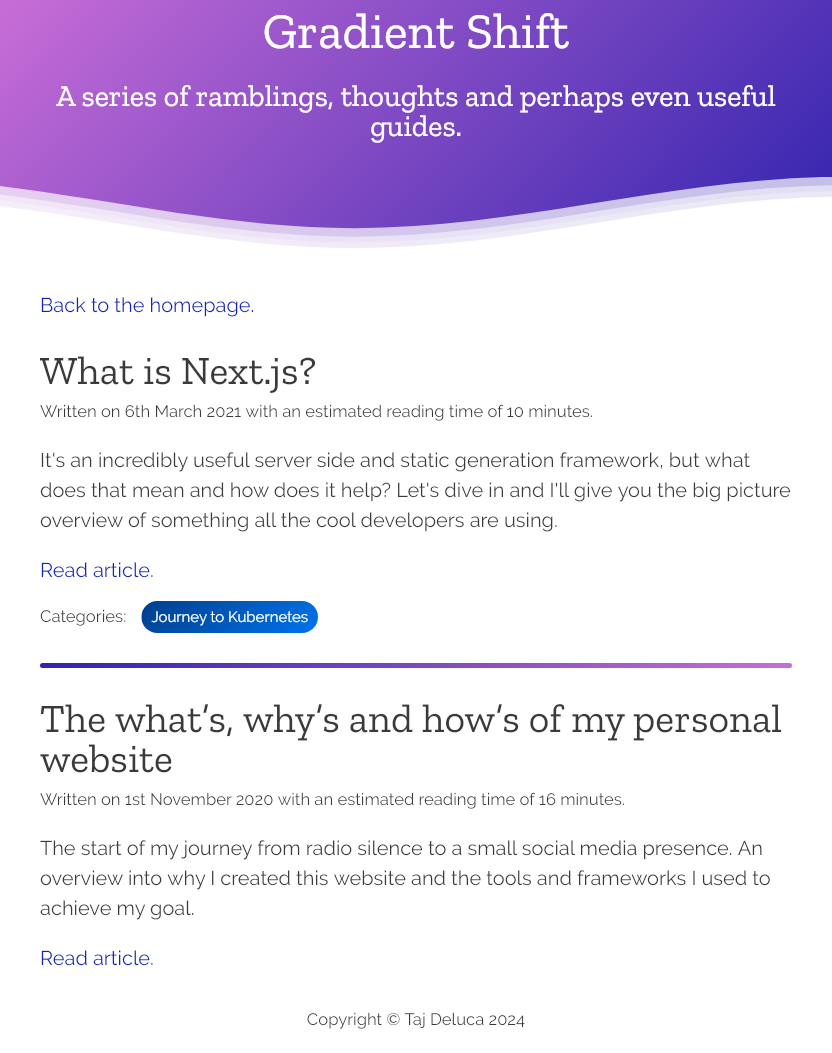 Gradient Shift
A series of ramblings, thoughts and perhaps even useful
guides.
Back to the homepage.
What is Next.js?
Written on 6th March 2021 with an estimated reading time of 10 minutes.
It's an incredibly useful server side and static generation framework, but what
does that mean and how does it help? Let's dive in and I'll give you the big picture
overview of something all the cool developers are using.
Read article.
Categories: Journey to Kubernetes
The what’s, why’s and how’s of my personal
website
Written on 1st November 2020 with an estimated reading time of 16 minutes.
The start of my journey from radio silence to a small social media presence. An
overview into why I created this website and the tools and frameworks I used to
achieve my goal.
Read article.
Copyright © Taj Deluca 2024